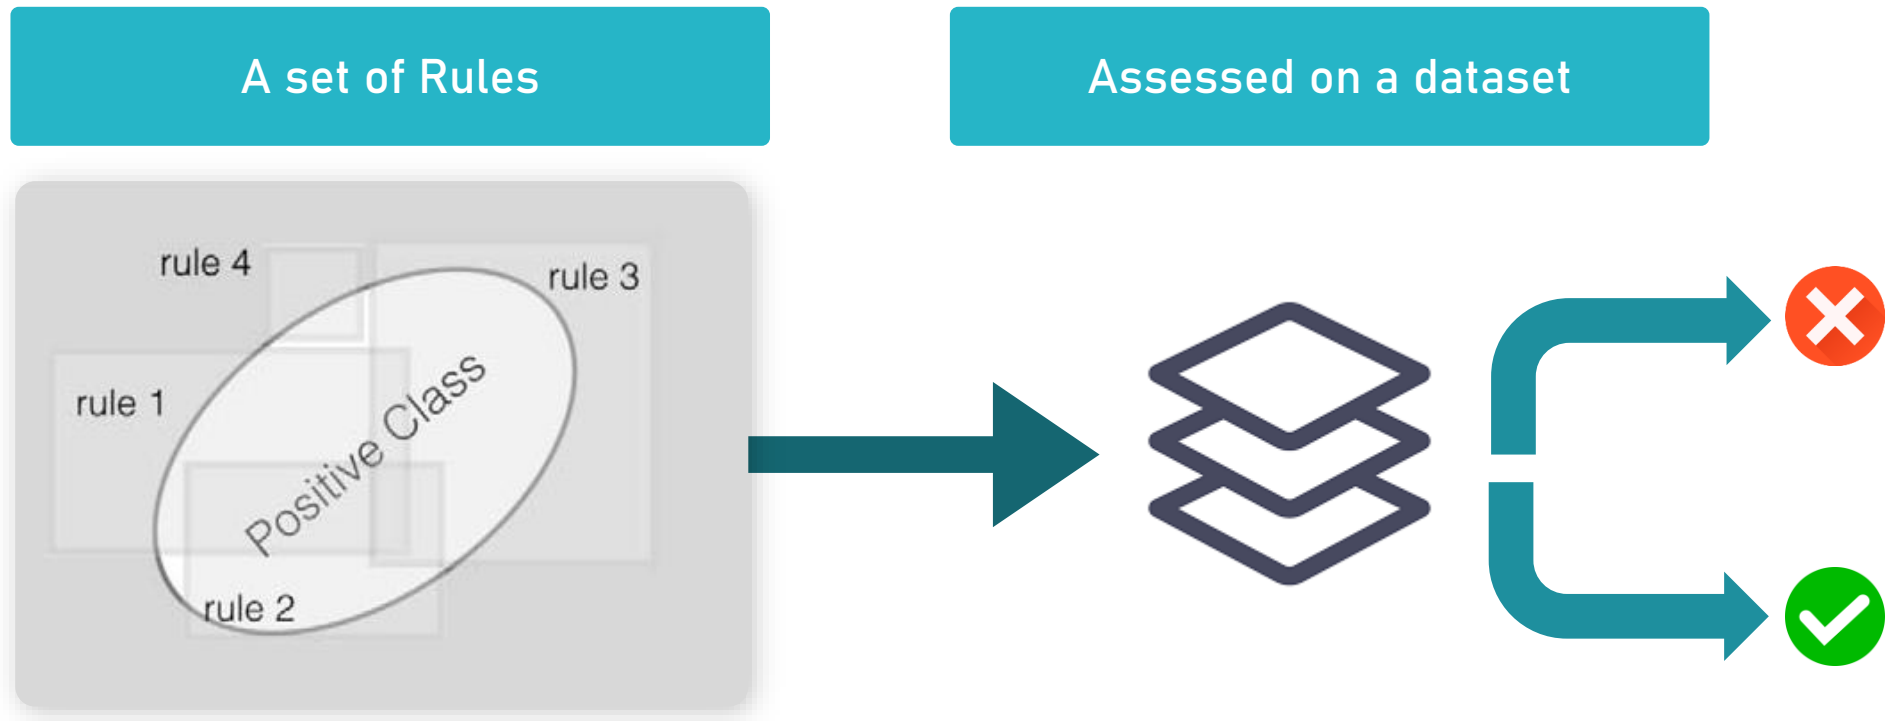 A set of Rules
Assessed on a dataset
rule 4
rule 3
rule 1
Positive Class
rule 2